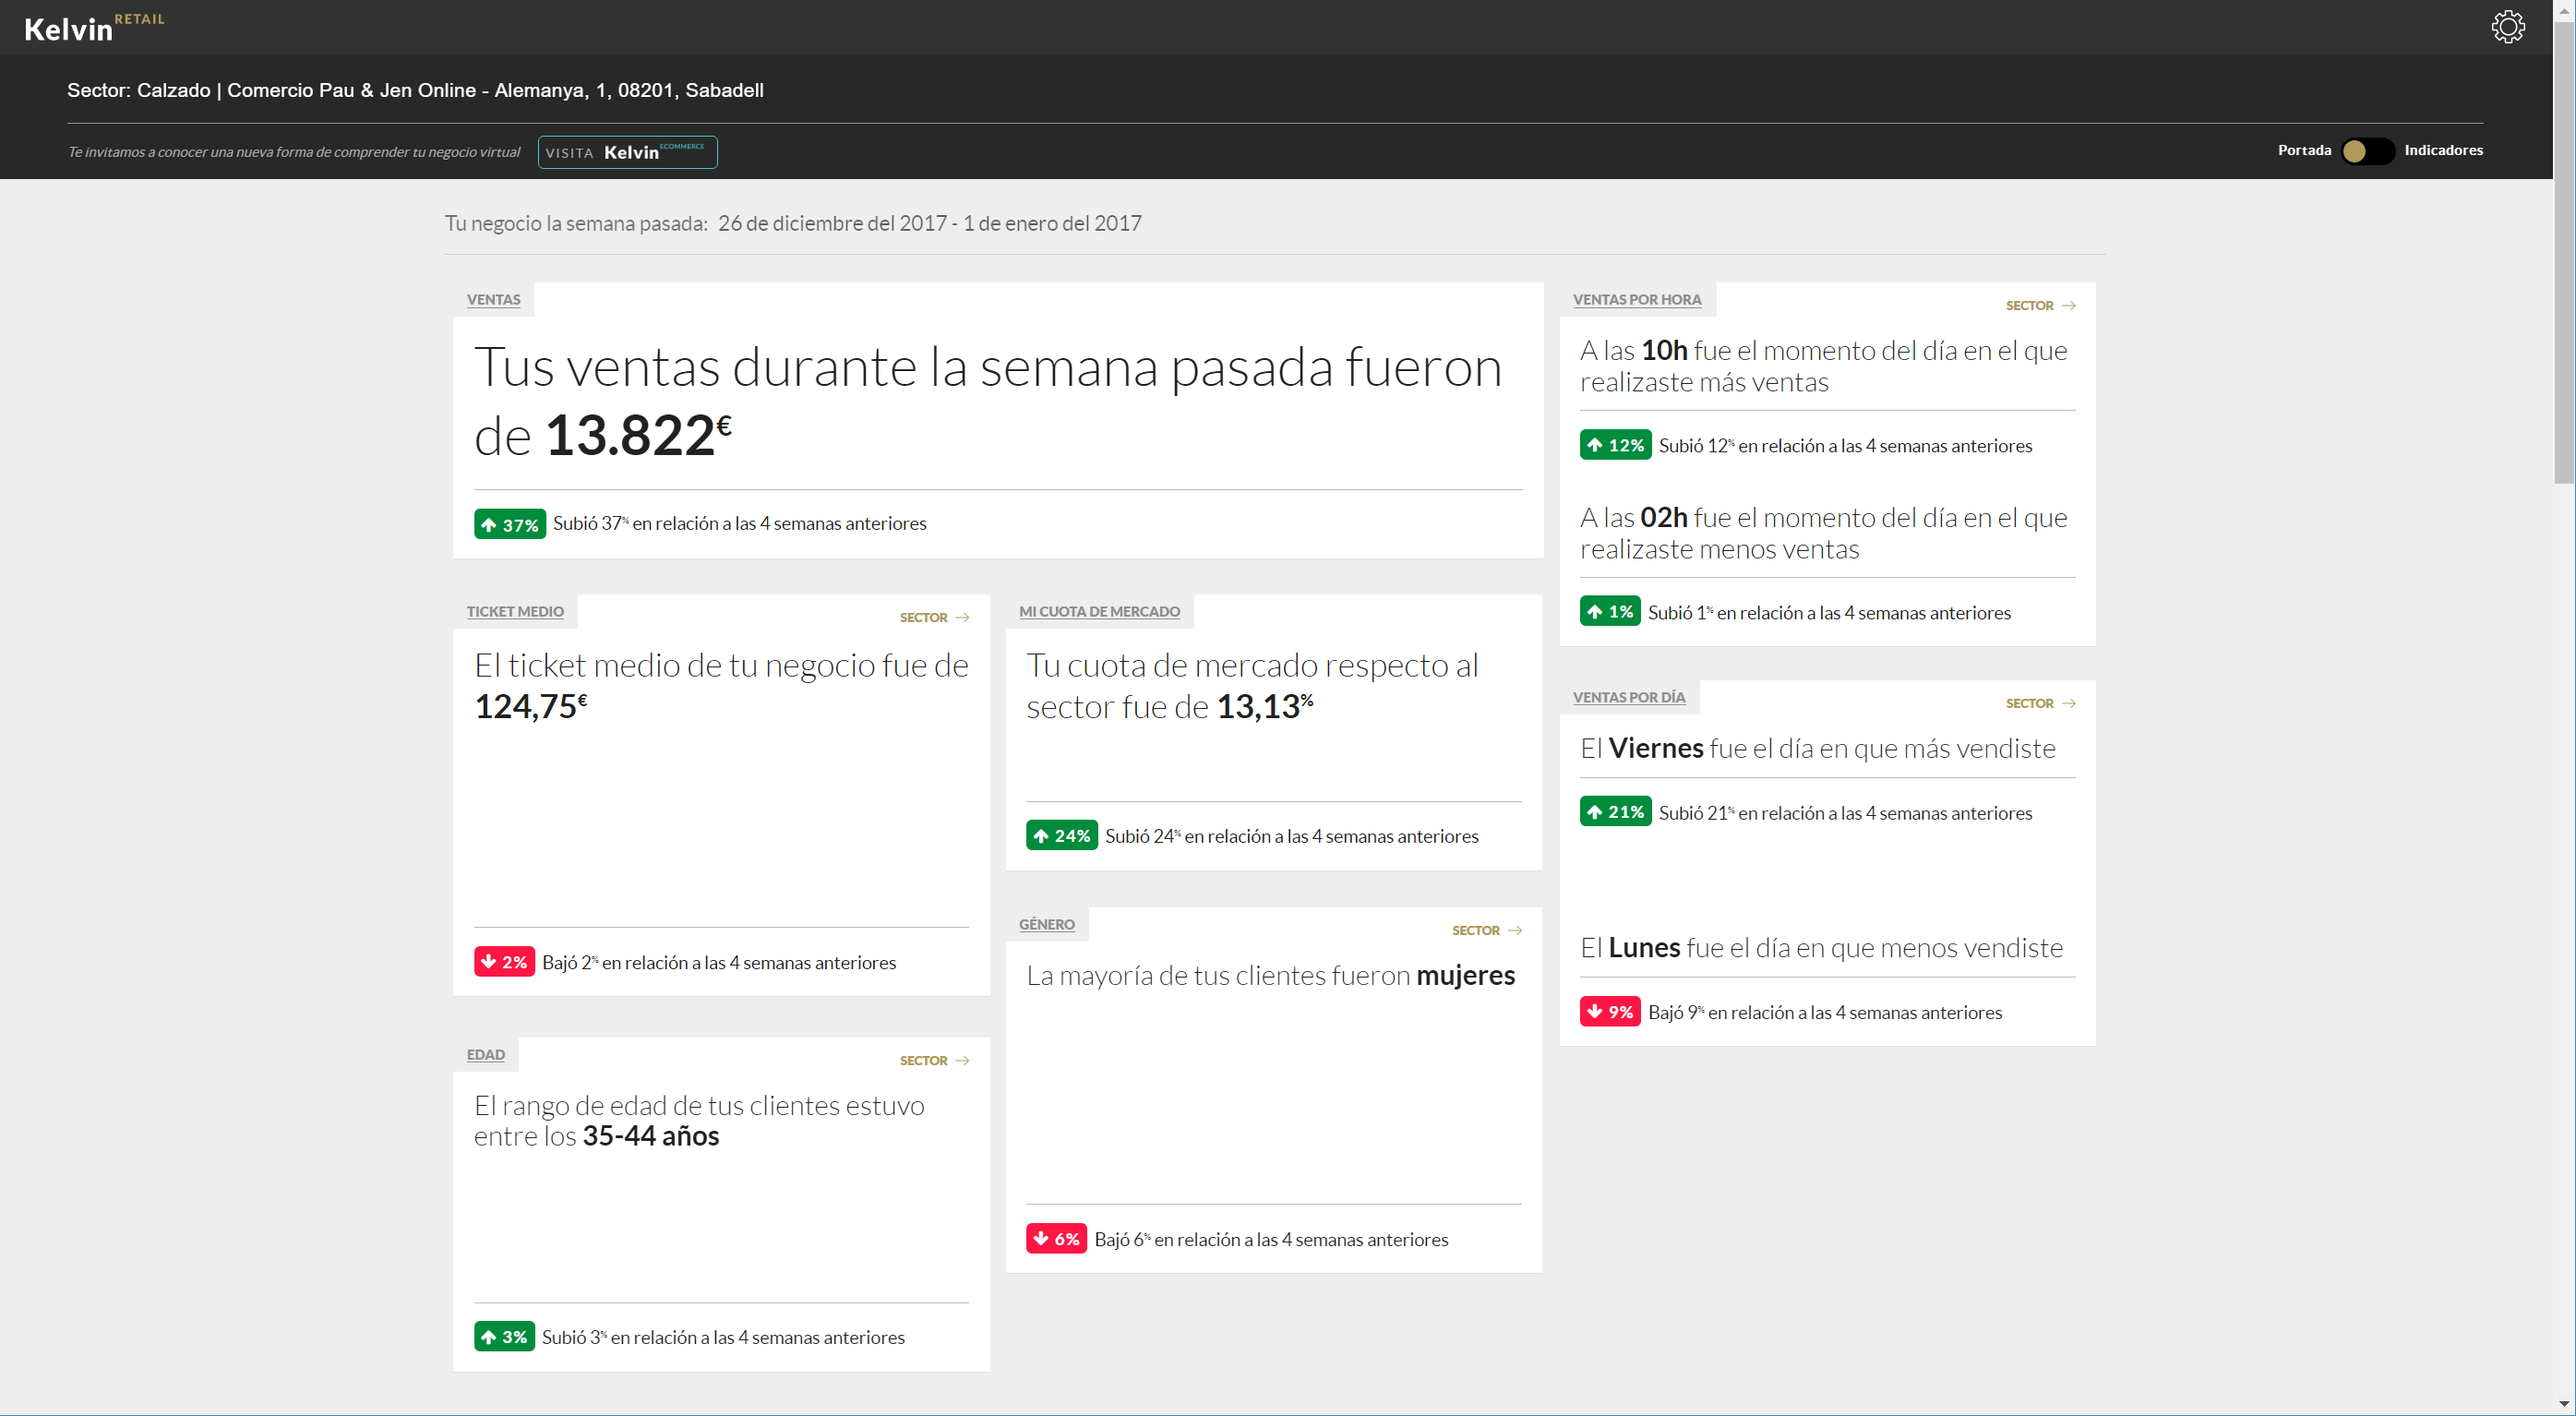 Kelvin RETAIL
Sector: Calzado | Comercio Pau & Jen Online - Alemanya, 1, 08201, Sabadell
Te invitamos a conocer una nueva forma de comprender tu negocio virtual
VISITA Kelvin ECOMMERCE
Portada
Indicadores
Tu negocio la semana pasada: 26 de diciembre del 2017 - 1 de enero del 2017
VENTAS
Tus ventas durante la semana pasada fueron
de 13.822€
37% Subió 37% en relación a las 4 semanas anteriores
TICKET MEDIO
SECTOR
El ticket medio de tu negocio fue de
124,75€
2% Bajó 2% en relación a las 4 semanas anteriores
EDAD
SECTOR
El rango de edad de tus clientes estuvo
entre los 35-44 años
3% Subió 3% en relación a las 4 semanas anteriores
MI CUOTA DE MERCADO
Tu cuota de mercado respecto al
sector fue de 13,13%
24% Subió 24% en relación a las 4 semanas anteriores
GÉNERO
SECTOR
La mayoría de tus clientes fueron mujeres
6% Bajó 6% en relación a las 4 semanas anteriores
VENTAS POR HORA
SECTOR
A las 10h fue el momento del día en el que
realizaste más ventas
12% Subió 12% en relación a las 4 semanas anteriores
A las 02h fue el momento del día en el que
realizaste menos ventas
1% Subió 1% en relación a las 4 semanas anteriores
VENTAS POR DÍA
SECTOR
El Viernes fue el día en que más vendiste
21% Subió 21% en relación a las 4 semanas anteriores
El Lunes fue el día en que menos vendiste
9% Bajó 9% en relación a las 4 semanas anteriores